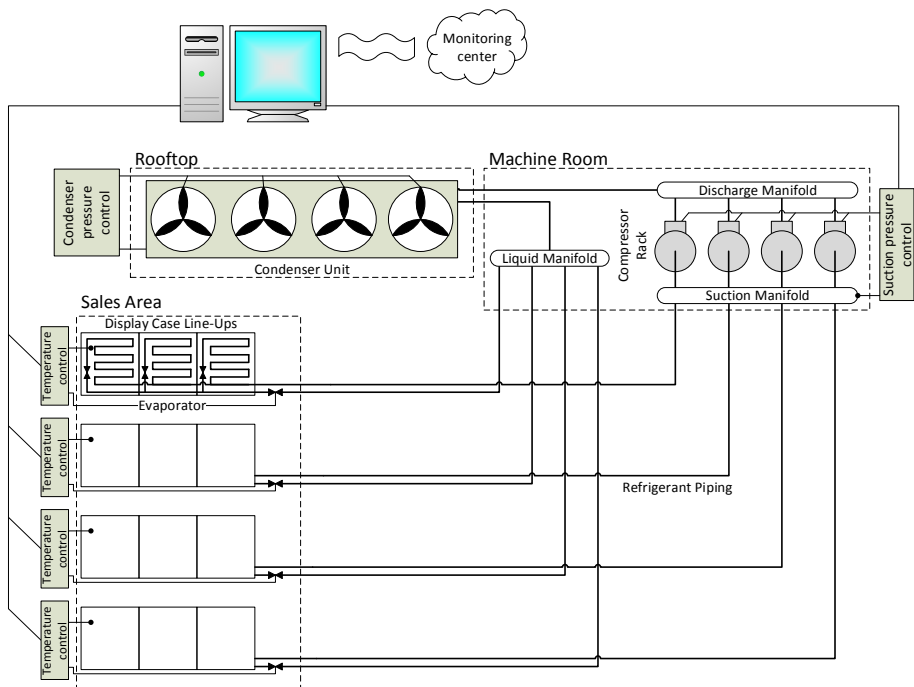 Monitoring
center
Rooftop
Machine Room
Condenser
pressure
control
Condenser Unit
Discharge Manifold
Compressor
Rack
Suction Manifold
Suction pressure
control
Liquid Manifold
Sales Area
Display Case Line-Ups
Temperature
control
Evaporator
Temperature
control
Refrigerant Piping
Temperature
control
Temperature
control